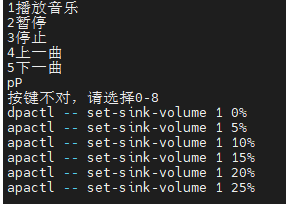 1播放音乐
2暂停
3停止
4上一曲
5下一曲
pP
按键不对，请选择0-8
dpactl -- set-sink-volume 1 0%
apactl -- set-sink-volume 1 5%
apactl -- set-sink-volume 1 10%
apactl -- set-sink-volume 1 15%
apactl -- set-sink-volume 1 20%
apactl -- set-sink-volume 1 25%